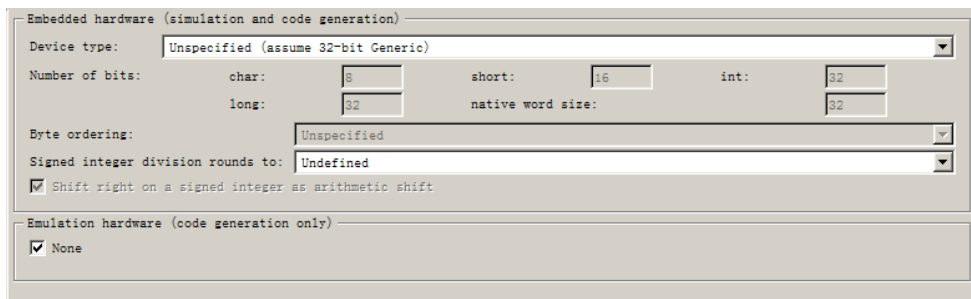 Embedded hardware (simulation and code generation)
Device type: Unspecified (assume 32-bit Generic)
Number of bits: char: 8 short: 16 int: 32
long: 32 native word size: 32
Byte ordering: Unspecified
Signed integer division rounds to: Undefined
Shift right on a signed integer as arithmetic shift
Emulation hardware (code generation only)
None